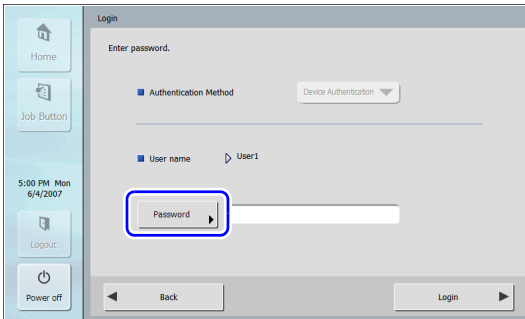 Login
Home
Job Button
5:00 PM Mon
6/4/2007
Logout
Power off
Enter password.
Authentication Method
Device Authentication
User name
User1
Password
Back
Login